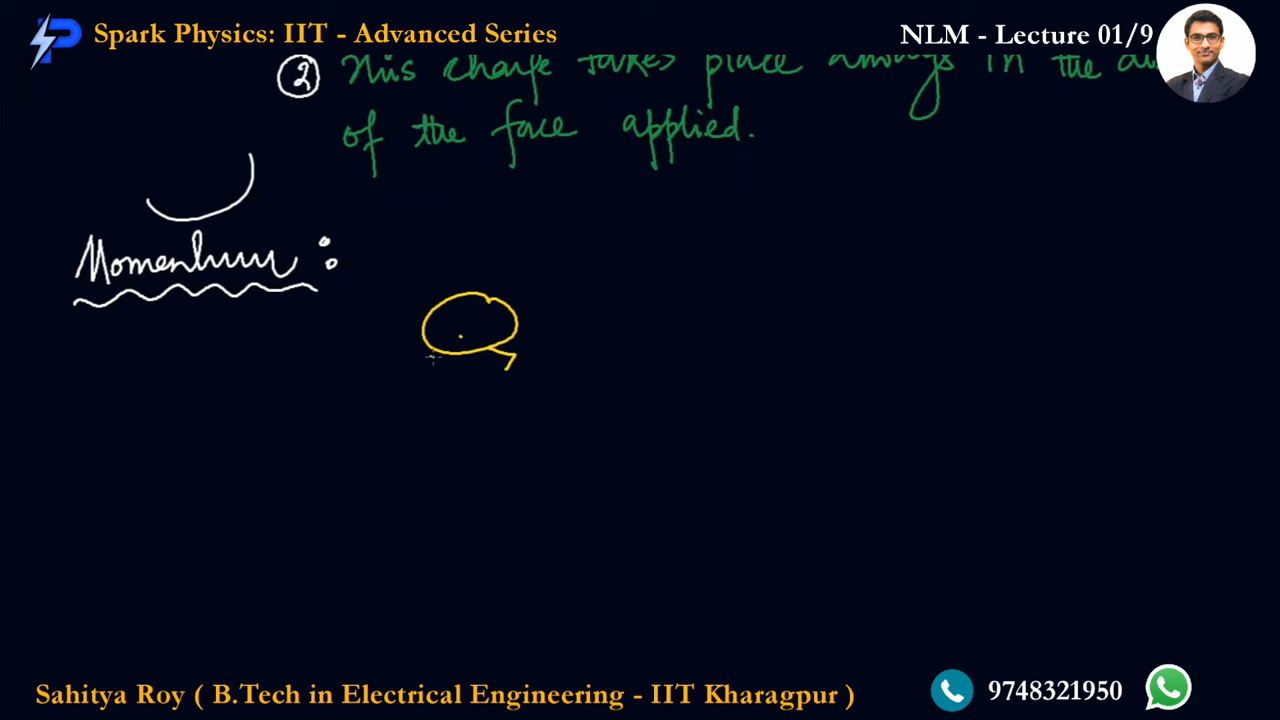 Spark Physics: IIT - Advanced Series
NLM - Lecture 01/9
② This change takes place always in the
of the force applied.
Momentum :
Sahitya Roy ( B.Tech in Electrical Engineering - IIT Kharagpur )
9748321950